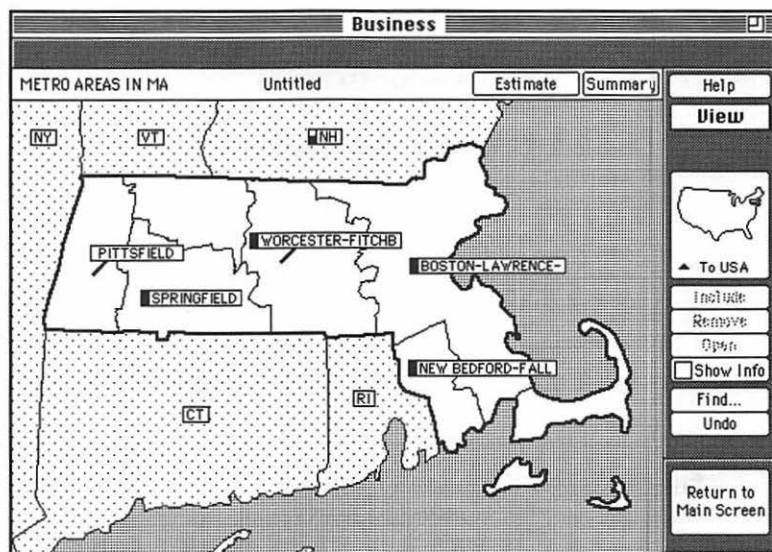 Business
METRO AREAS IN MA
Untitled
Estimate
Summary
Help
View
NY
VT
NH
WORCESTER-FITCHB
PITTSFIELD
BOSTON-LAWRENCE-
To USA
SPRINGFIELD
Include
Remove
Open
Show Info
NEW BEDFORD-FALL
Find...
RI
CT
Undo
Return to
Main Screen